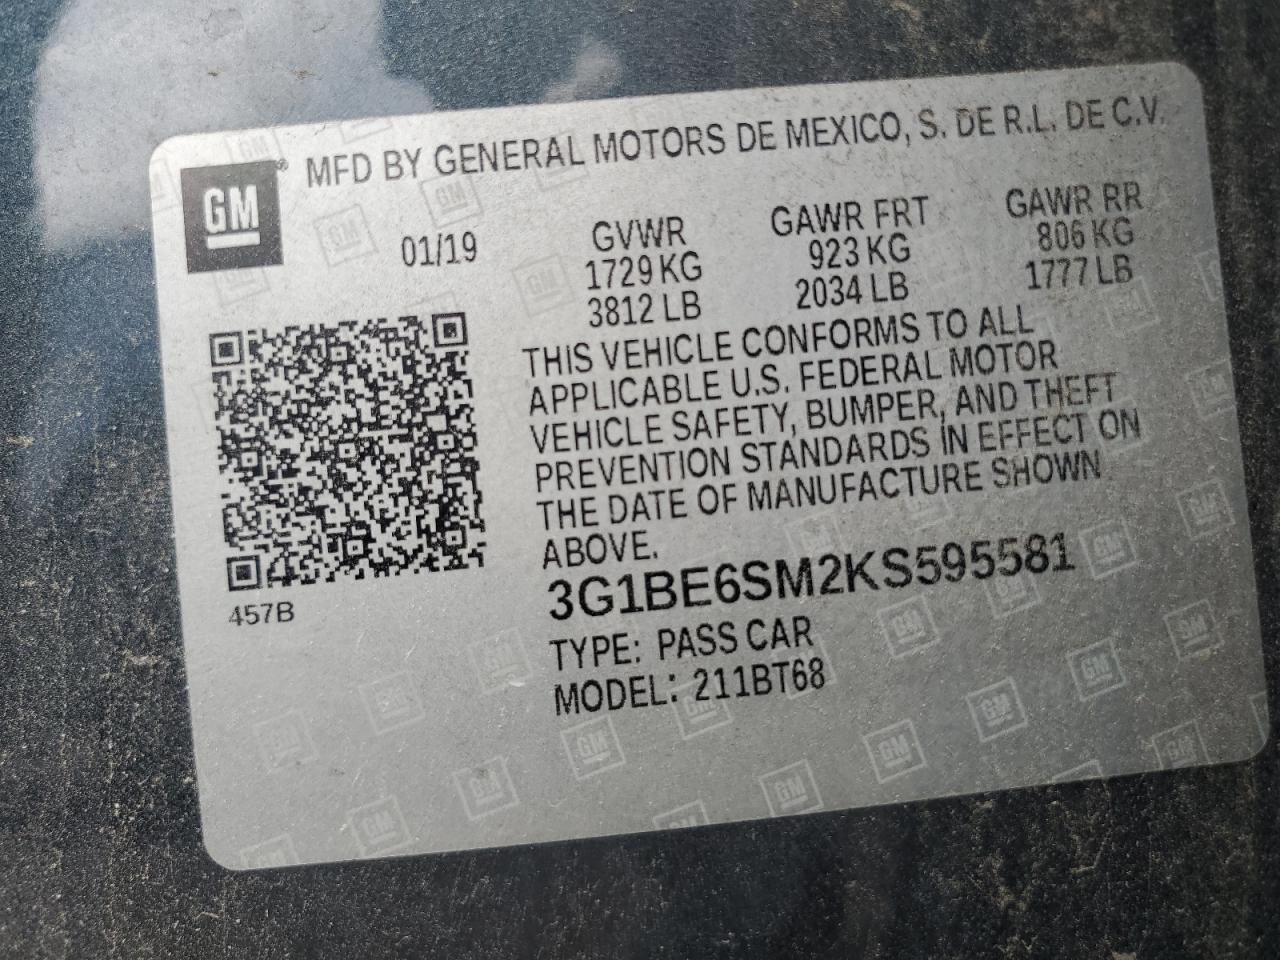 GM
MFD BY GENERAL MOTORS DE MEXICO, S. DE R.L. DE C.V.
01/19
GVWR GAWR FRT GAWR RR
1729 KG 923 KG 806 KG
3812 LB 2034 LB 1777 LB
THIS VEHICLE CONFORMS TO ALL
APPLICABLE U.S. FEDERAL MOTOR
VEHICLE SAFETY, BUMPER, AND THEFT
PREVENTION STANDARDS IN EFFECT ON
THE DATE OF MANUFACTURE SHOWN
ABOVE.
457B
3G1BE6SM2KS595581
TYPE: PASS CAR
MODEL: 211BT68